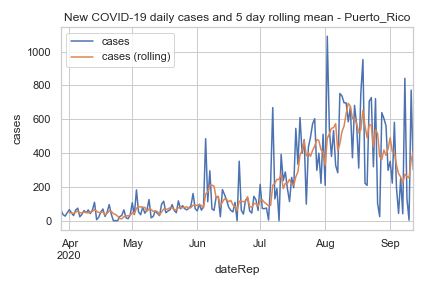 New COVID-19 daily cases and 5 day rolling mean - Puerto_Rico
cases
cases (rolling)
cases
1000
800
600
400
200
0
Apr
2020
May
Jun
Jul
Aug
Sep
dateRep